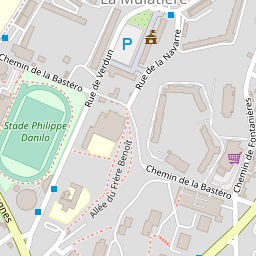 La Mulatière
P
Chemin de la Bastéro
Rue de Verdun
Rue de la Navarre
Stade Philippe
Danilo
Allée du Frère Benoît
Chemin de la Bastéro
Chemin de Fontanières